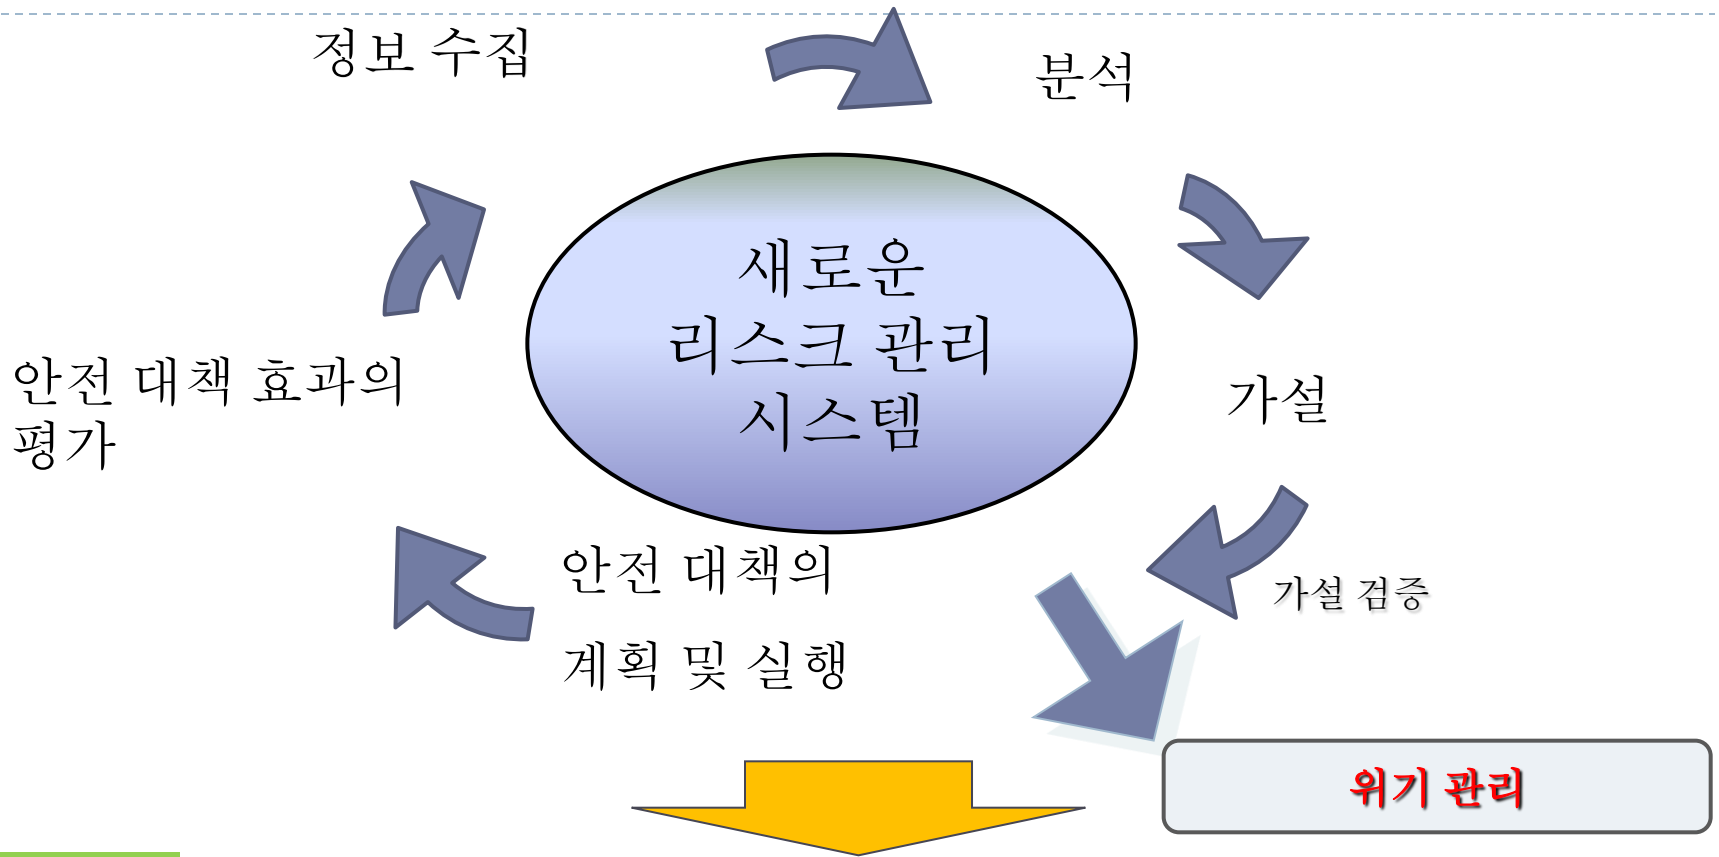 정보 수집
분석
새로운
리스크 관리
시스템
안전 대책 효과의
평가
가설
안전 대책의
계획 및 실행
가설 검증
위기 관리